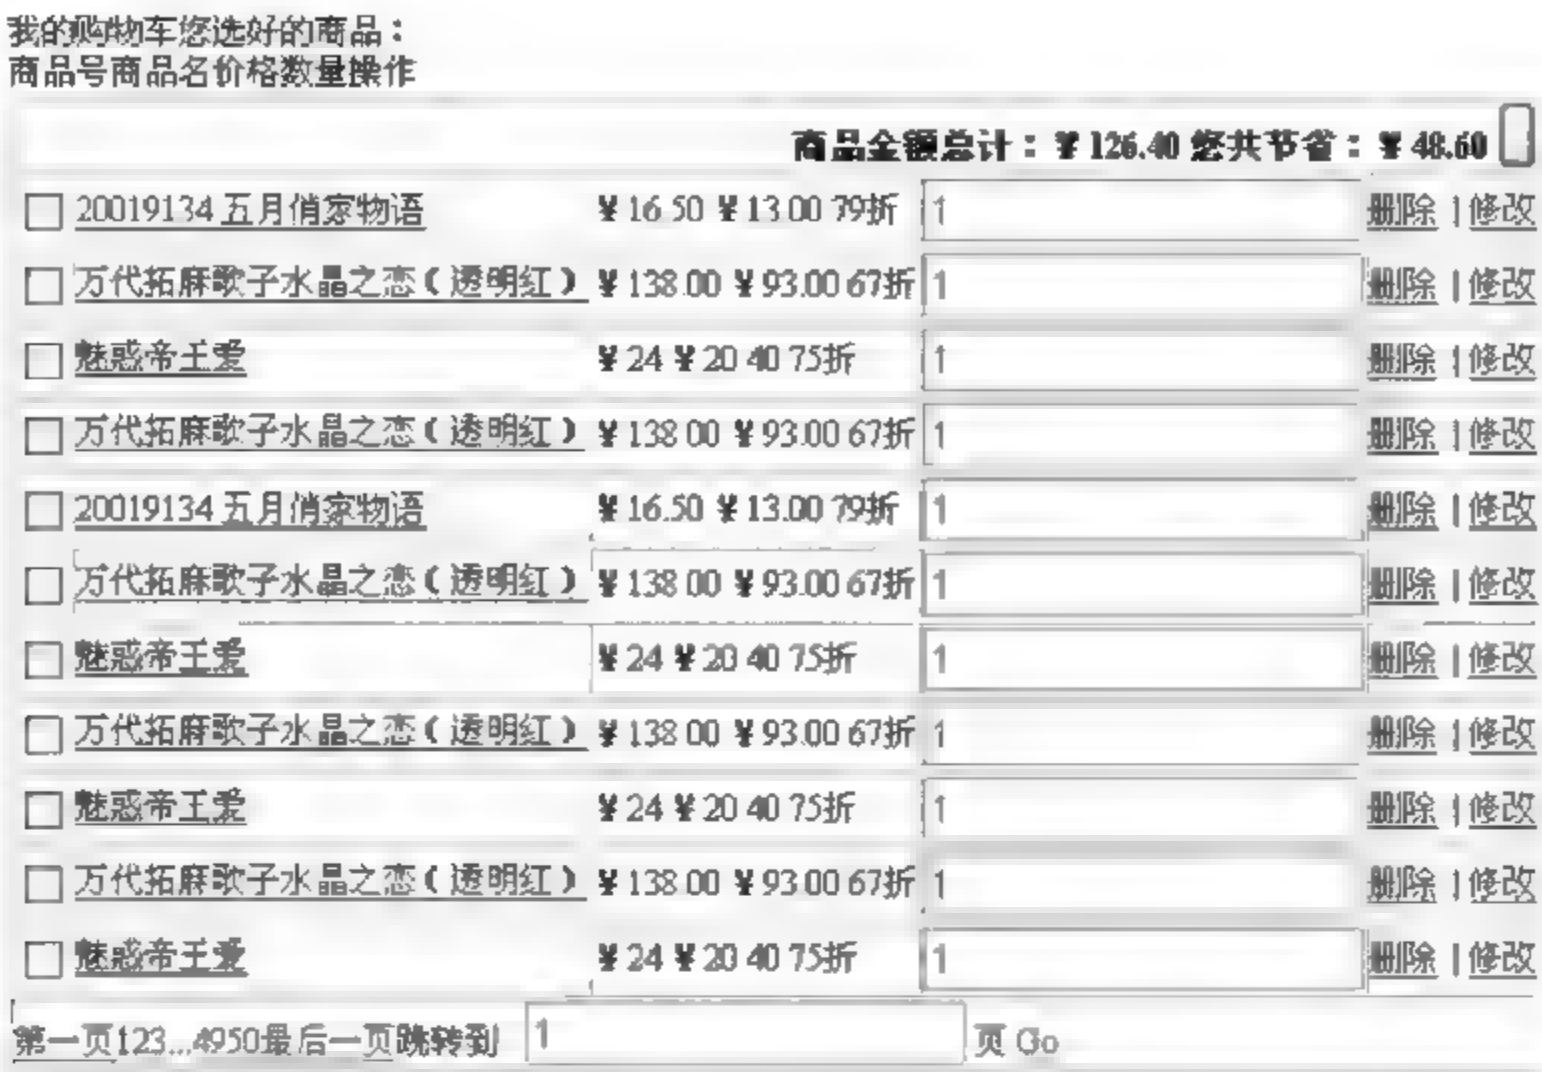 我的购物车您选好的商品：
商品号商品名价格数量操作
商品金额总计：￥126.40 您共节省：￥48.60
20019134 五月俏家物语 ￥16.50 ￥13.00 79折 1 删除 | 修改
万代拓麻歌子水晶之恋（透明红） ￥138.00 ￥93.00 67折 1 删除 | 修改
魅惑帝王爱 ￥24 ￥20.40 75折 1 删除 | 修改
万代拓麻歌子水晶之恋（透明红） ￥138.00 ￥93.00 67折 1 删除 | 修改
20019134 五月俏家物语 ￥16.50 ￥13.00 79折 1 删除 | 修改
万代拓麻歌子水晶之恋（透明红） ￥138.00 ￥93.00 67折 1 删除 | 修改
魅惑帝王爱 ￥24 ￥20.40 75折 1 删除 | 修改
万代拓麻歌子水晶之恋（透明红） ￥138.00 ￥93.00 67折 1 删除 | 修改
魅惑帝王爱 ￥24 ￥20.40 75折 1 删除 | 修改
万代拓麻歌子水晶之恋（透明红） ￥138.00 ￥93.00 67折 1 删除 | 修改
魅惑帝王爱 ￥24 ￥20.40 75折 1 删除 | 修改
第一页123...4950最后一页跳转到 1 页 Go